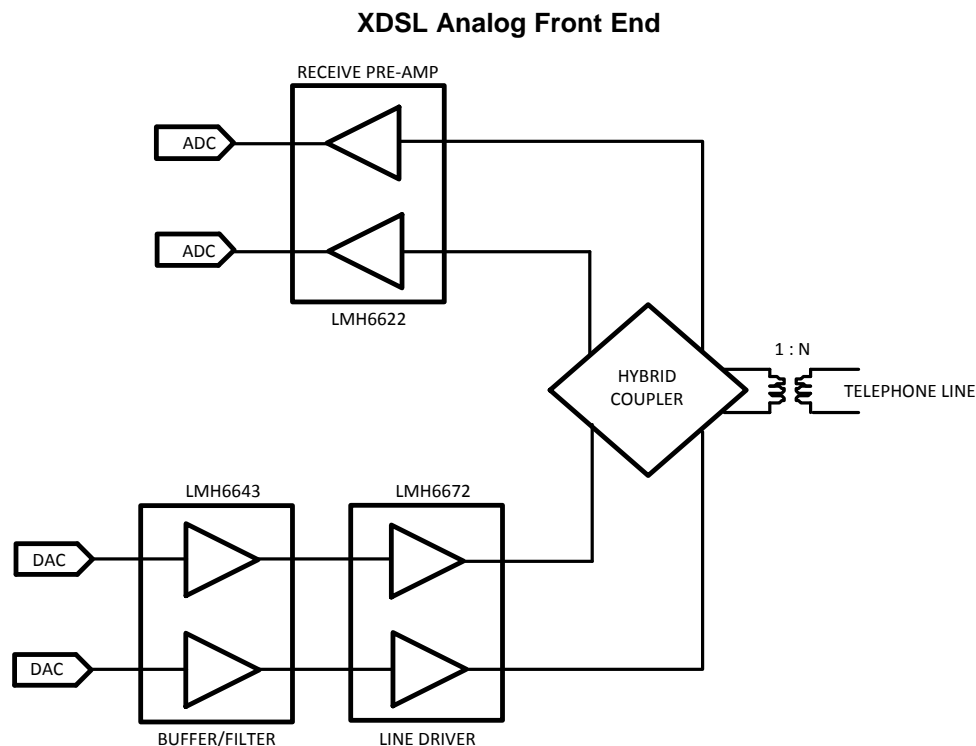 XDSL Analog Front End
RECEIVE PRE-AMP
ADC
ADC
LMH6622
1 : N
HYBRID
COUPLER
TELEPHONE LINE
LMH6643
LMH6672
DAC
DAC
BUFFER/FILTER
LINE DRIVER